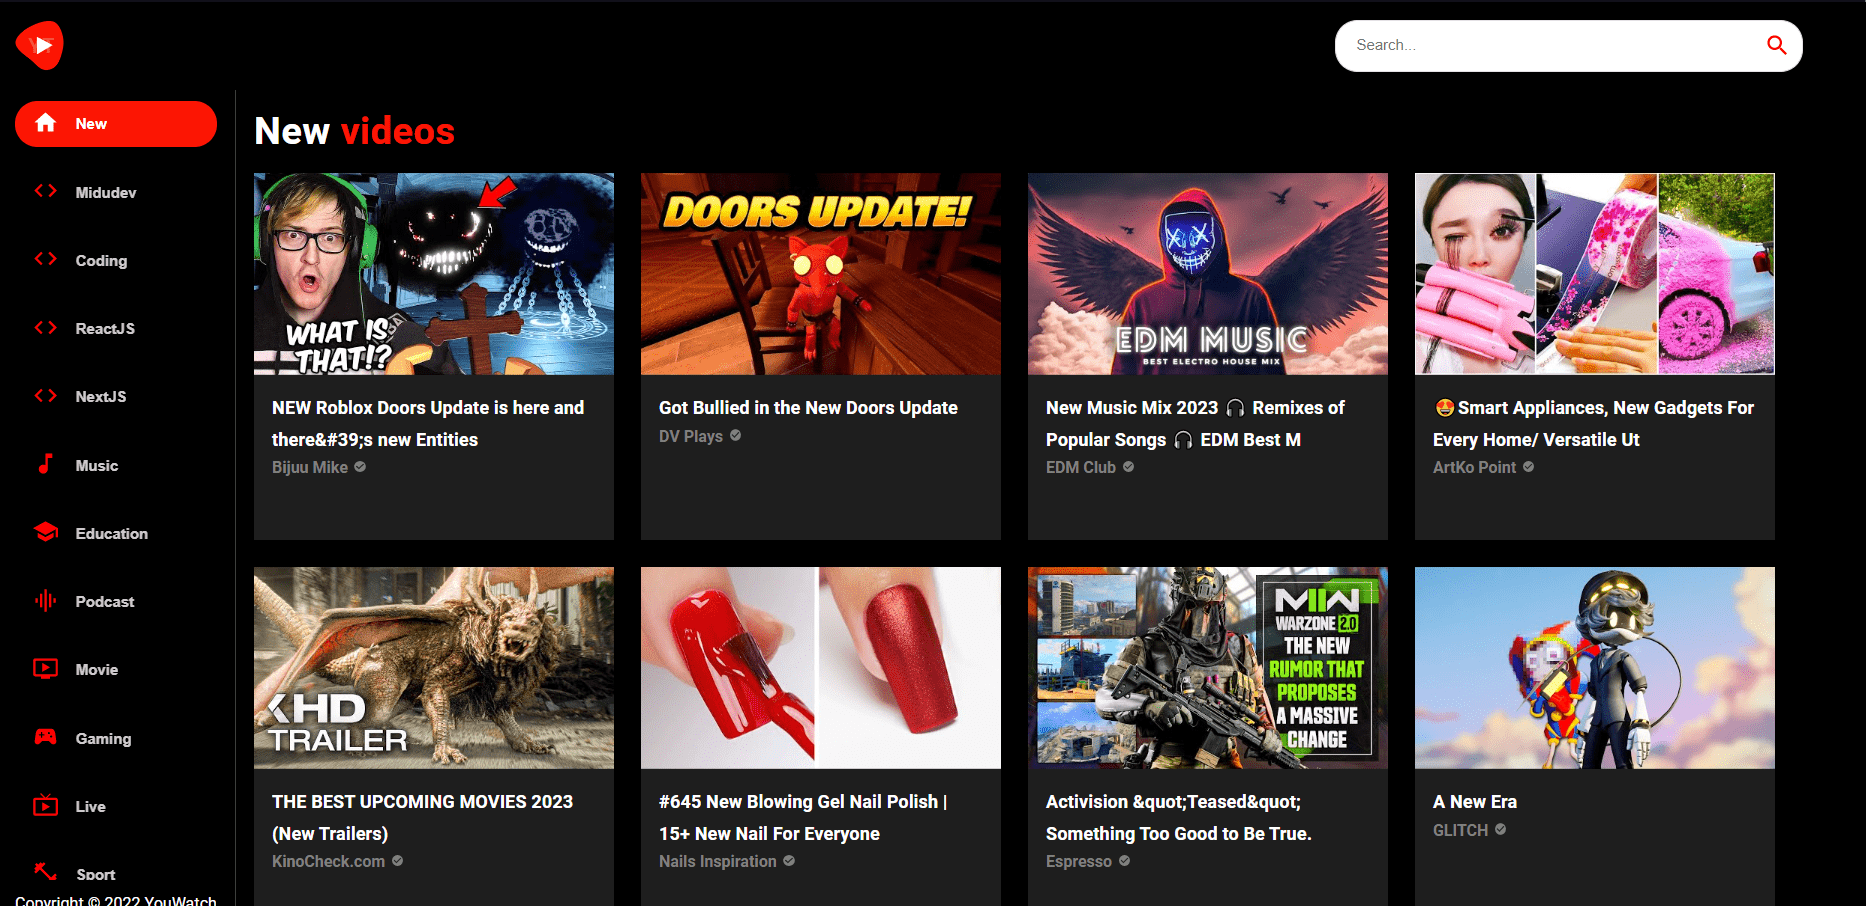 Search...
New
Midudev
Coding
ReactJS
NextJS
Music
Education
Podcast
Movie
Gaming
Live
Sport
Copyright © 2022 YouWatch
New videos
WHAT IS
THAT!?
NEW Roblox Doors Update is here and
there&#39;s new Entities
Bijuu Mike
DOORS UPDATE!
Got Bullied in the New Doors Update
DV Plays
EDM MUSIC
BEST ELECTRO HOUSE MIX
New Music Mix 2023 🎧 Remixes of
Popular Songs 🎧 EDM Best M
EDM Club
😍Smart Appliances, New Gadgets For
Every Home/ Versatile Ut
ArtKo Point
KHD
TRAILER
THE BEST UPCOMING MOVIES 2023
(New Trailers)
KinoCheck.com
#645 New Blowing Gel Nail Polish |
15+ New Nail For Everyone
Nails Inspiration
MW
WARZONE 2.0
THE NEW
RUMOR THAT
PROPOSES
A MASSIVE
CHANGE
Activision &quot;Teased&quot;
Something Too Good to Be True.
Espresso
A New Era
GLITCH